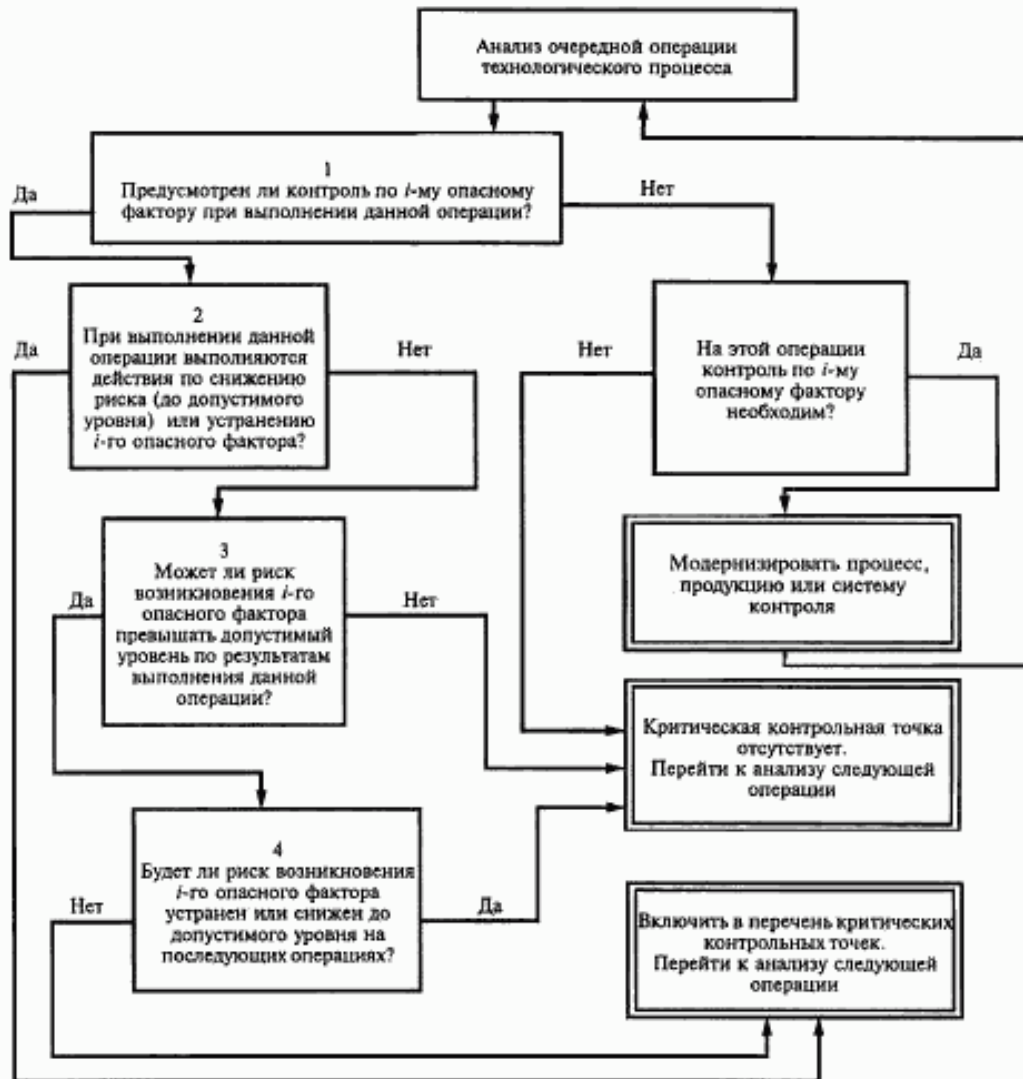 Анализ очередной операции
технологического процесса
1
Предусмотрен ли контроль по i-му опасному
фактору при выполнении данной операции?
Да
Нет
2
При выполнении данной
операции выполняются
действия по снижению
риска (до допустимого
уровня) или устранению
i-го опасного фактора?
Да
Нет
На этой операции
контроль по i-му
опасному фактору
необходим?
Нет
Да
3
Может ли риск
возникновения i-го
опасного фактора
превышать допустимый
уровень по результатам
выполнения данной
операции?
Да
Нет
Модернизировать процесс,
продукцию или систему
контроля
Критическая контрольная точка
отсутствует.
Перейти к анализу следующей
операции
4
Будет ли риск возникновения
i-го опасного фактора
устранен или снижен до
допустимого уровня на
последующих операциях?
Нет
Да
Включить в перечень критических
контрольных точек.
Перейти к анализу следующей
операции